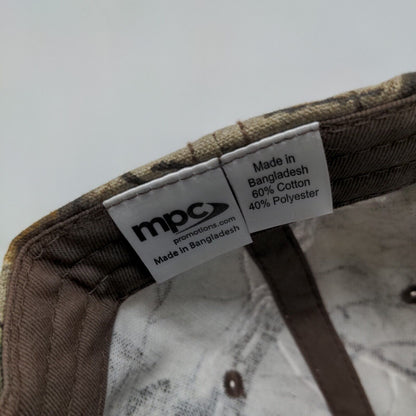 mpc
promotions.com
Made in Bangladesh
Made in
Bangladesh
60% Cotton
40% Polyester